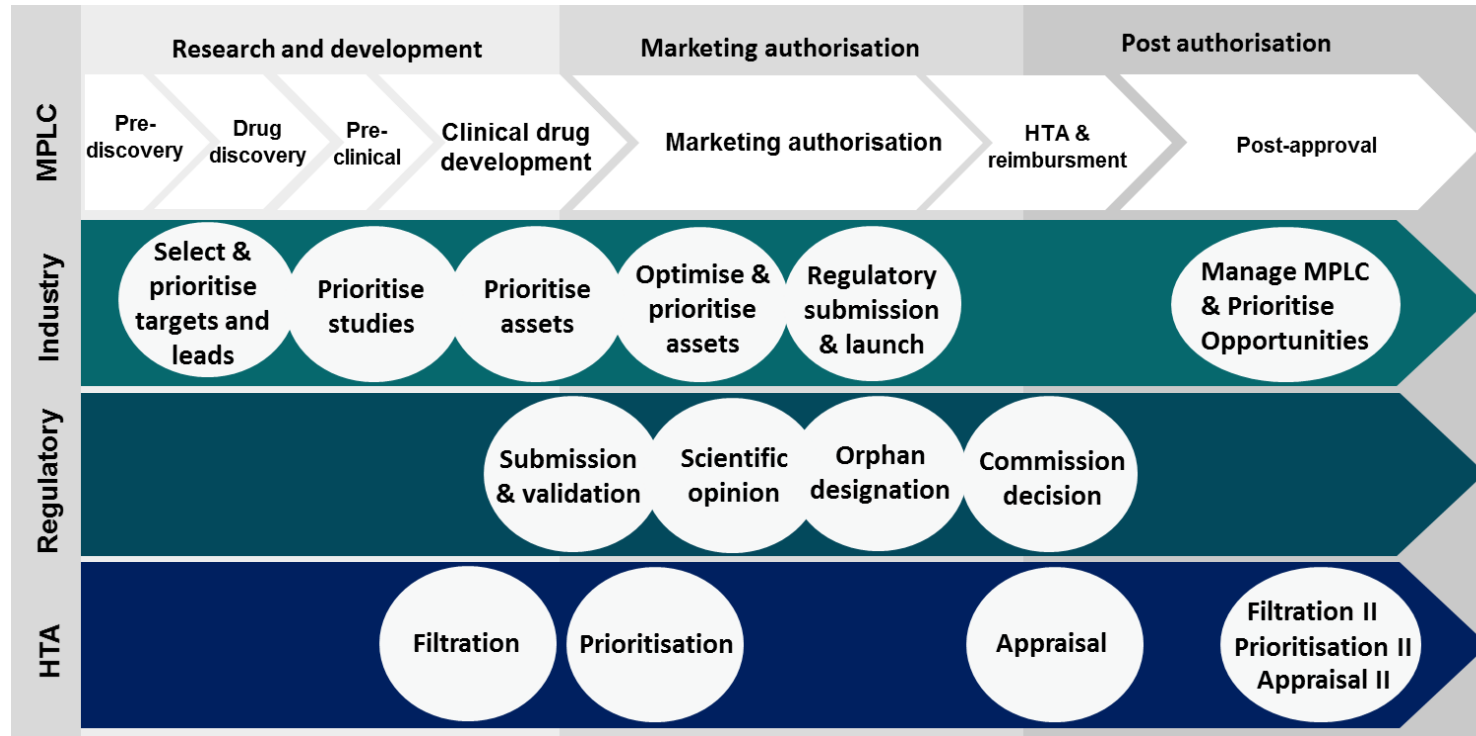 Research and development
Marketing authorisation
Post authorisation
MPLC
Pre-
discovery
Drug
discovery
Pre-
clinical
Clinical drug
development
Marketing authorisation
HTA &
reimbursment
Post-approval
Industry
Select &
prioritise
targets and
leads
Prioritise
studies
Prioritise
assets
Optimise &
prioritise
assets
Regulatory
submission
& launch
Manage MPLC
& Prioritise
Opportunities
Regulatory
Submission
& validation
Scientific
opinion
Orphan
designation
Commission
decision
HTA
Filtration
Prioritisation
Appraisal
Filtration II
Prioritisation II
Appraisal II